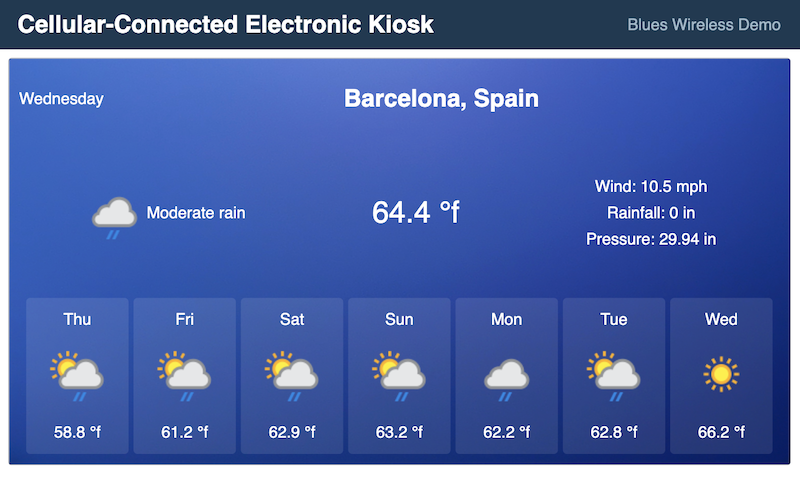 Cellular-Connected Electronic Kiosk
Blues Wireless Demo
Wednesday
Barcelona, Spain
Moderate rain
64.4 °f
Wind: 10.5 mph
Rainfall: 0 in
Pressure: 29.94 in
Thu
Fri
Sat
Sun
Mon
Tue
Wed
58.8 °f
61.2 °f
62.9 °f
63.2 °f
62.2 °f
62.8 °f
66.2 °f